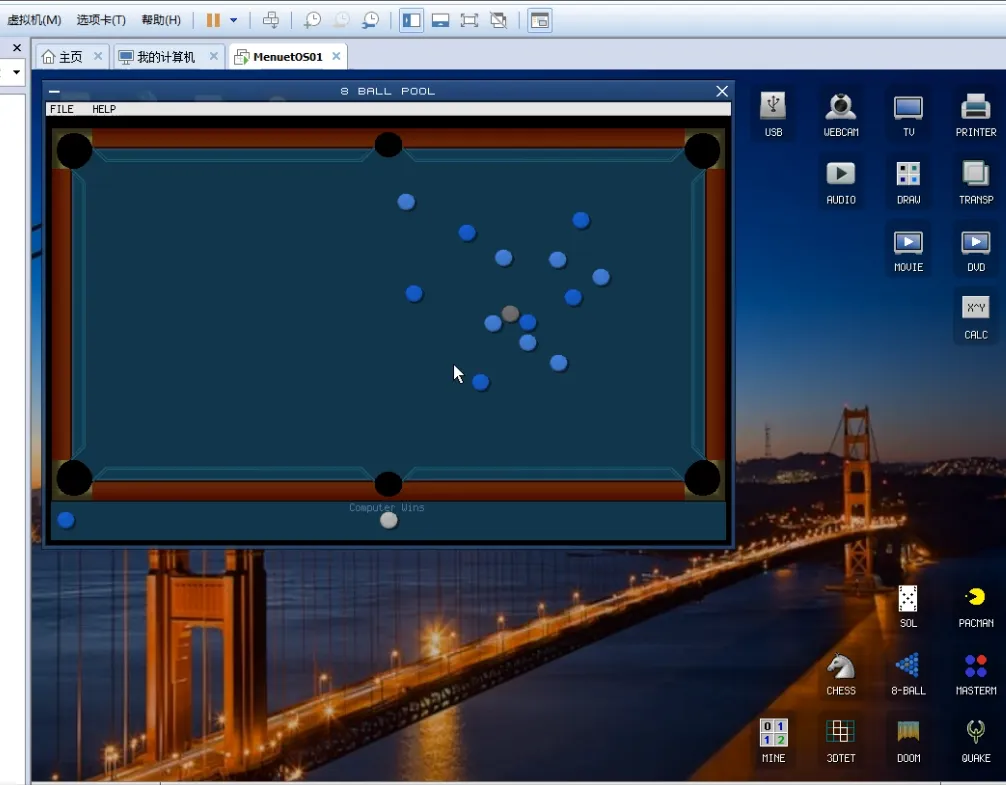 虚拟机(M) 选项卡(T) 帮助(H)
主页 我的计算机 MenuetOS01
8 BALL POOL
FILE HELP
USB WEBCAM TV PRINTER
AUDIO DRAW TRANSP
MOVIE DVD
X^Y
CALC
Computer Wins
SOL PACMAN
CHESS 8-BALL MASTERM
0 1
1 2
MINE 3DTET DOOM QUAKE